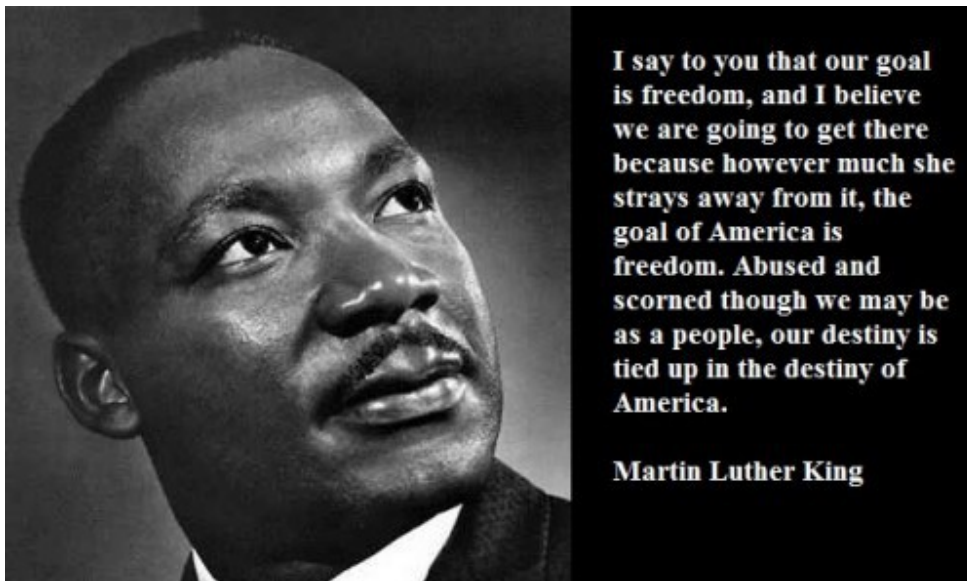 I say to you that our goal
is freedom, and I believe
we are going to get there
because however much she
strays away from it, the
goal of America is
freedom. Abused and
scorned though we may be
as a people, our destiny is
tied up in the destiny of
America.
Martin Luther King